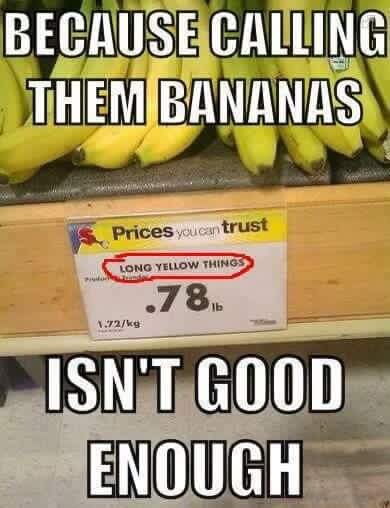 BECAUSE CALLING
THEM BANANAS
$
Prices you can trust
LONG YELLOW THINGS
.78 lb
1.72/kg
ISN'T GOOD
ENOUGH